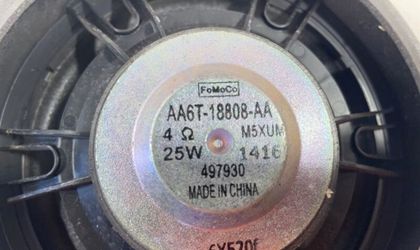 FoMoCo
AA6T-18808-AA
4 Ω M5XUM
25W 1416
497930
MADE IN CHINA